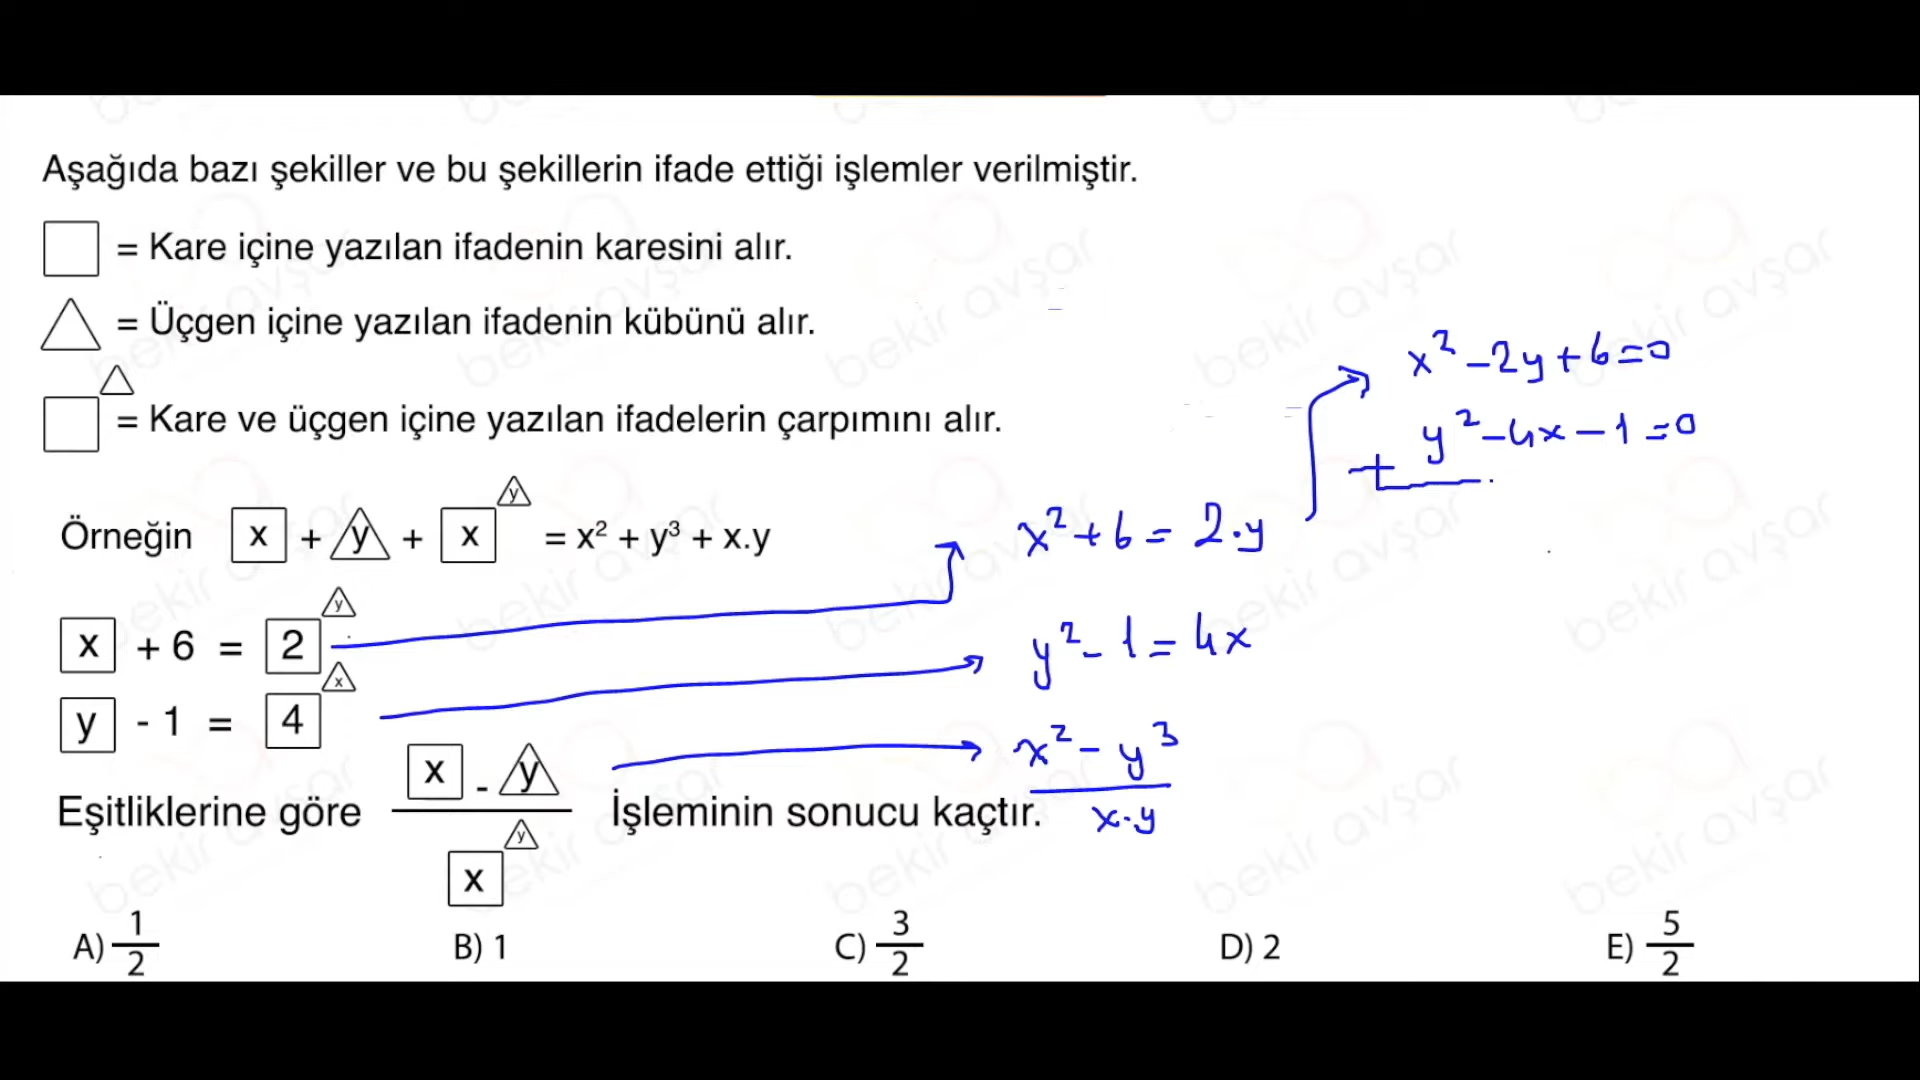 Aşağıda bazı şekiller ve bu şekillerin ifade ettiği işlemler verilmiştir.
= Kare içine yazılan ifadenin karesini alır.
= Üçgen içine yazılan ifadenin kübünü alır.
= Kare ve üçgen içine yazılan ifadelerin çarpımını alır.
x² - 2y + 6 = 0
y² - 4x - 1 = 0
+
Örneğin x + y + x y = x² + y³ + x.y
x² + 6 = 2.y
x + 6 = 2 y
y² - 1 = 4x
y - 1 = 4 x
Eşitliklerine göre x - y / x y İşleminin sonucu kaçtır.
x² - y³
x.y
A) 1/2 B) 1 C) 3/2 D) 2 E) 5/2
bekir avşar